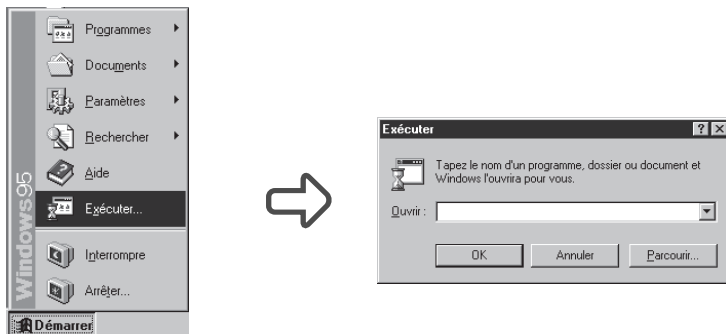 Programmes
Documents
Paramètres
Rechercher
Aide
Exécuter...
Interrompre
Arrêter...
Windows95
Démarrer
Exécuter
Tapez le nom d'un programme, dossier ou document et
Windows l'ouvrira pour vous.
Ouvrir :
OK
Annuler
Parcourir...